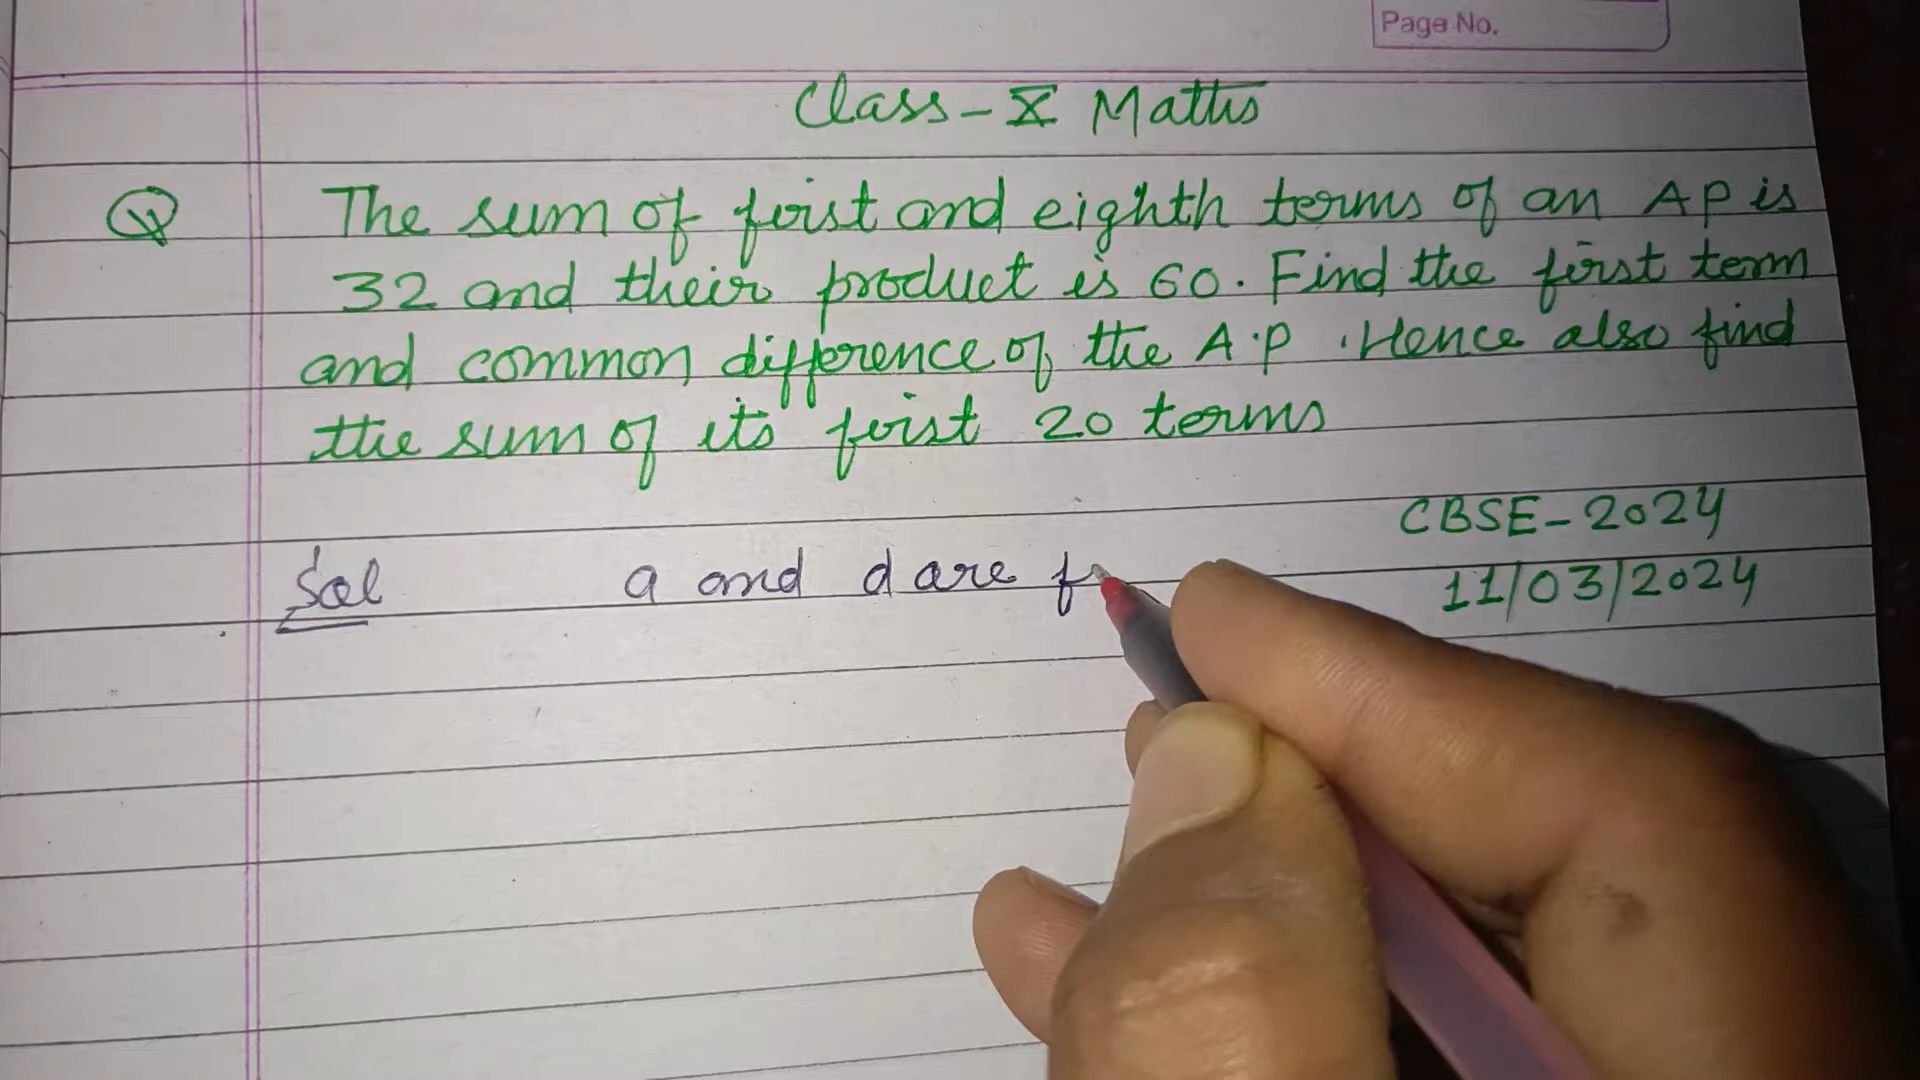 Page No.
Class-X Maths
Q The sum of first and eighth terms of an AP is
32 and their product is 60. Find the first term
and common difference of the A.P. Hence also find
the sum of its first 20 terms
CBSE-2024
11/03/2024
Sol a and d are f